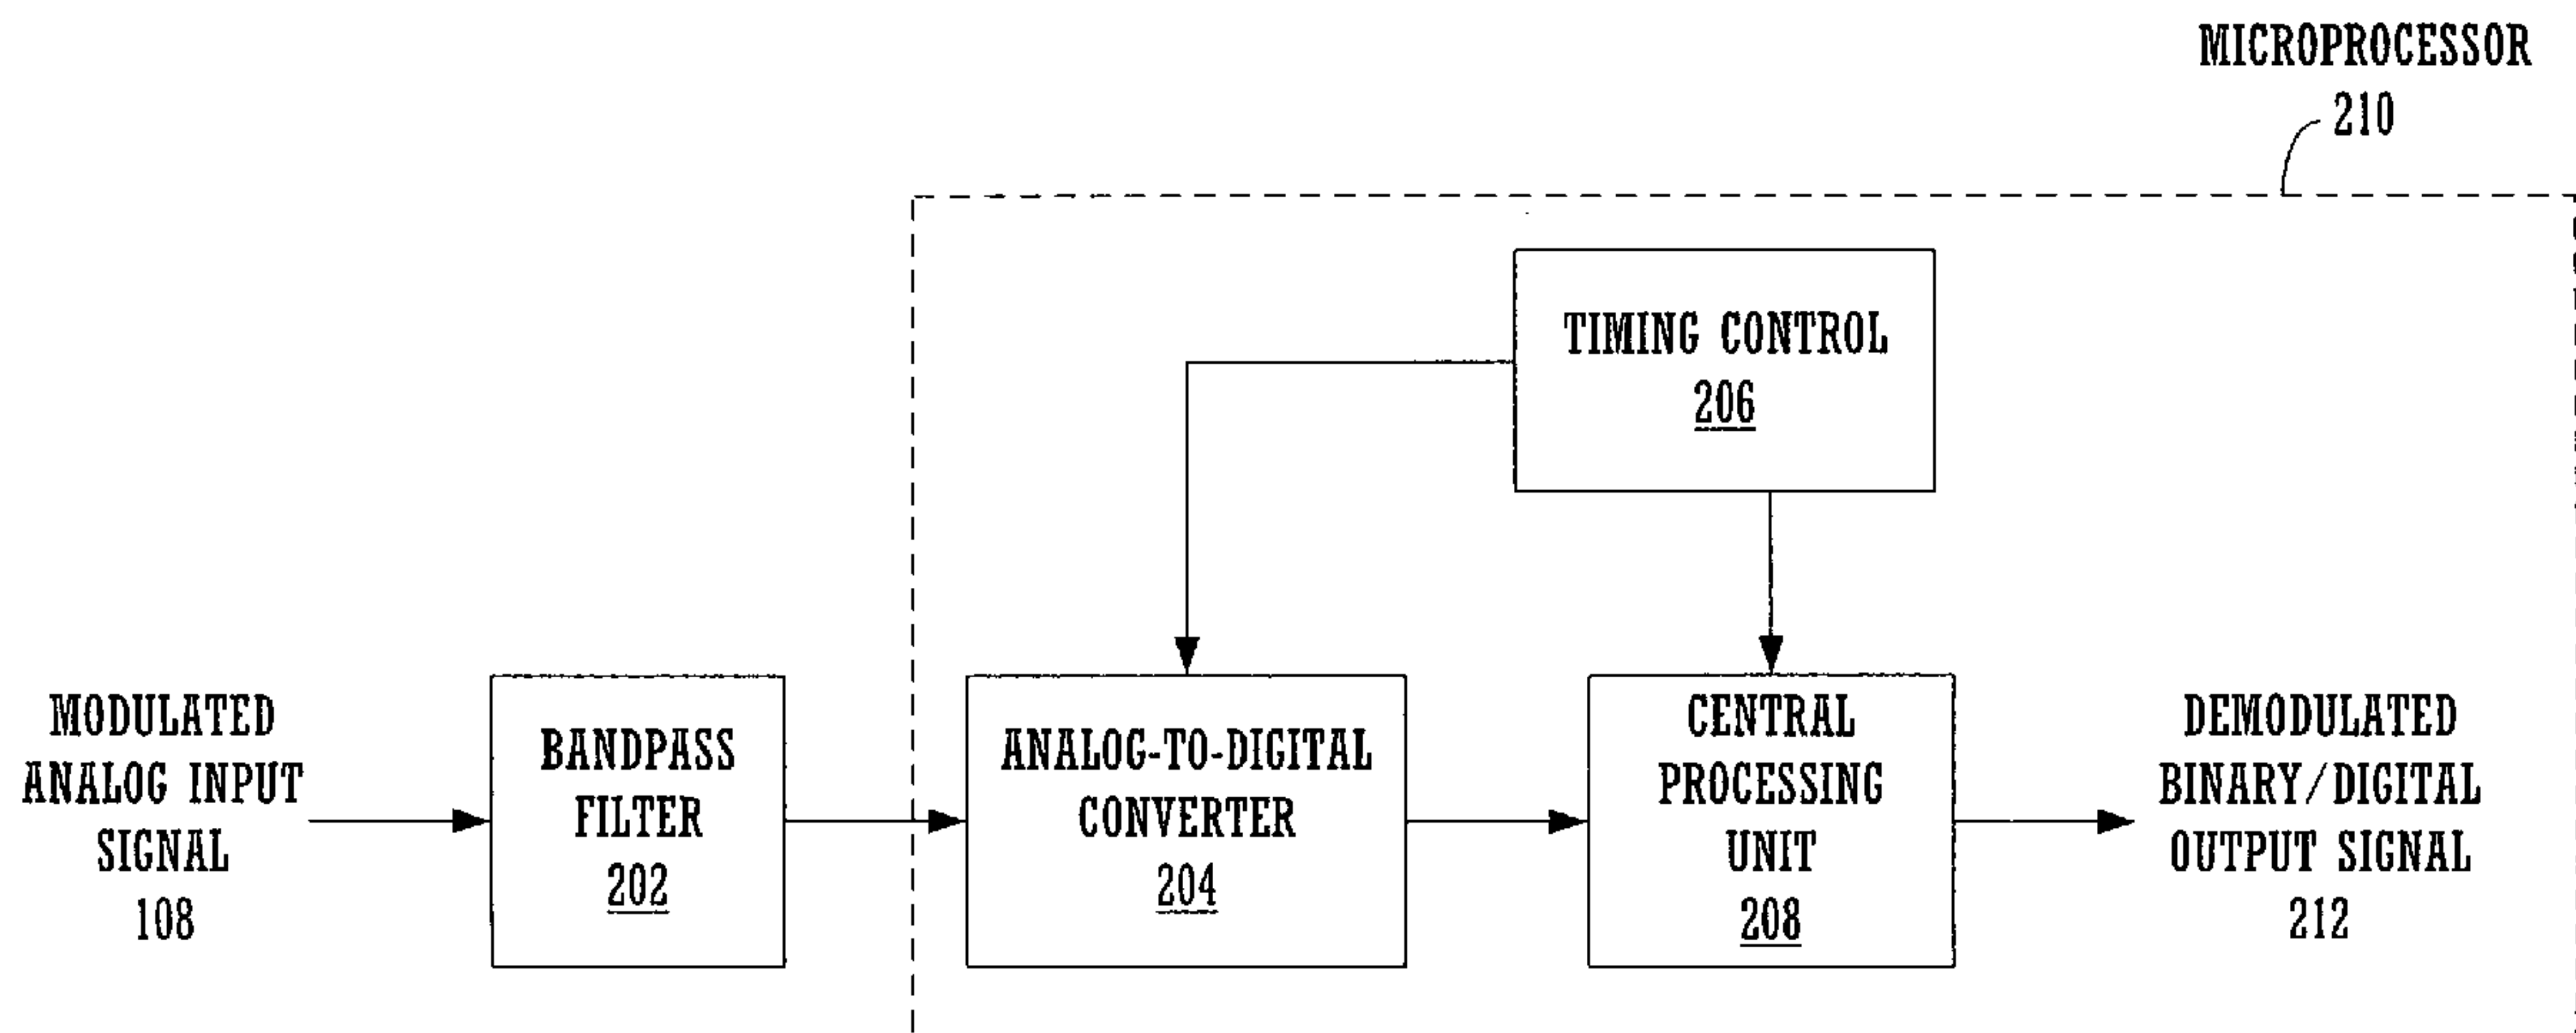 MICROPROCESSOR
210
TIMING CONTROL
206
MODULATED
ANALOG INPUT
SIGNAL
108
BANDPASS
FILTER
202
ANALOG-TO-DIGITAL
CONVERTER
204
CENTRAL
PROCESSING
UNIT
208
DEMODULATED
BINARY/DIGITAL
OUTPUT SIGNAL
212